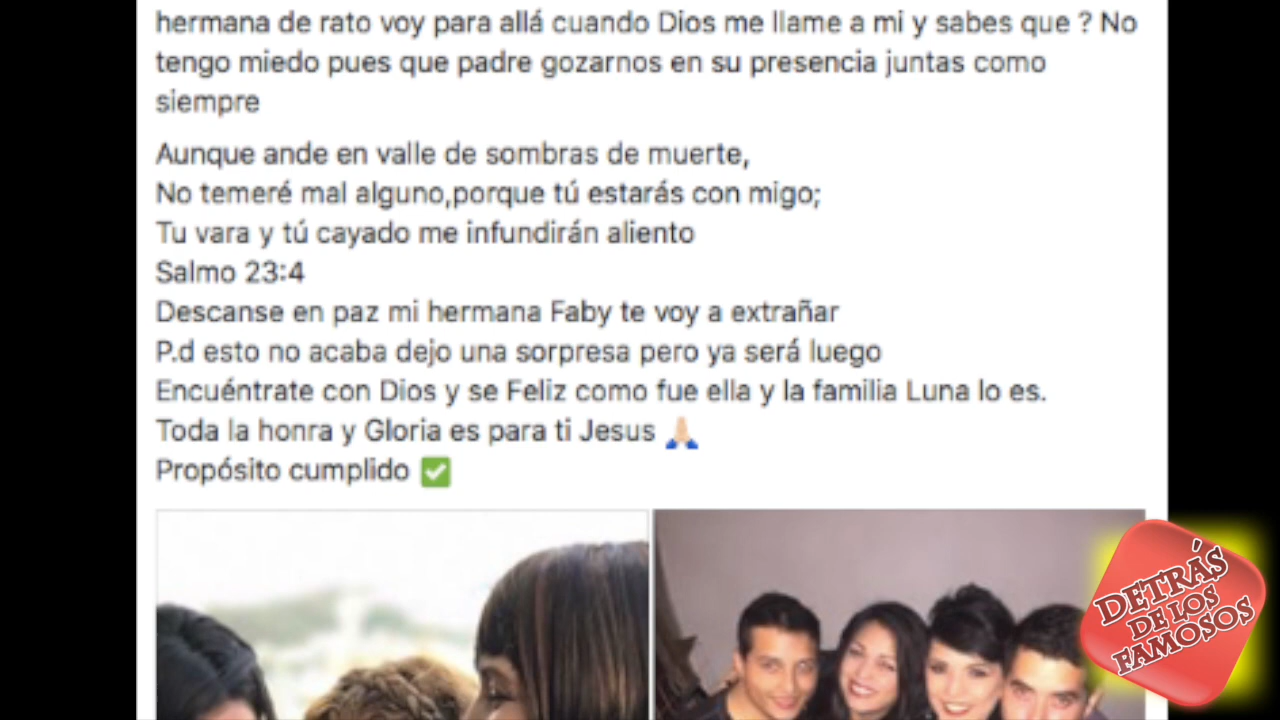 hermana de rato voy para allá cuando Dios me llame a mi y sabes que ? No
tengo miedo pues que padre gozarnos en su presencia juntas como
siempre
Aunque ande en valle de sombras de muerte,
No temeré mal alguno,porque tú estarás con migo;
Tu vara y tú cayado me infundirán aliento
Salmo 23:4
Descanse en paz mi hermana Faby te voy a extrañar
P.d esto no acaba dejo una sorpresa pero ya será luego
Encuéntrate con Dios y se Feliz como fue ella y la familia Luna lo es.
Toda la honra y Gloria es para ti Jesus 🙏🏼
Propósito cumplido ✅
DETRÁS
DE LOS
FAMOSOS